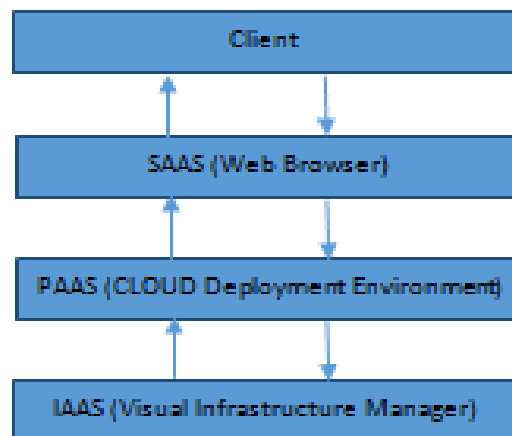 Client
SAAS (Web Browser)
PAAS (CLOUD Deployment Environment)
IAAS (Visual Infrastructure Manager)